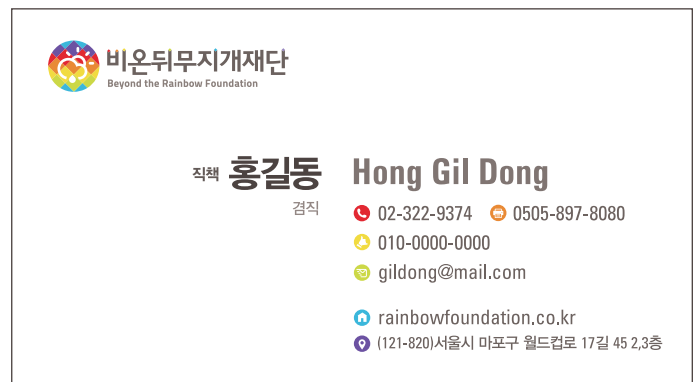 비온뒤무지개재단
Beyond the Rainbow Foundation
직책 홍길동 Hong Gil Dong
겸직
02-322-9374 0505-897-8080
010-0000-0000
gildong@mail.com
rainbowfoundation.co.kr
(121-820)서울시 마포구 월드컵로 17길 45 2,3층